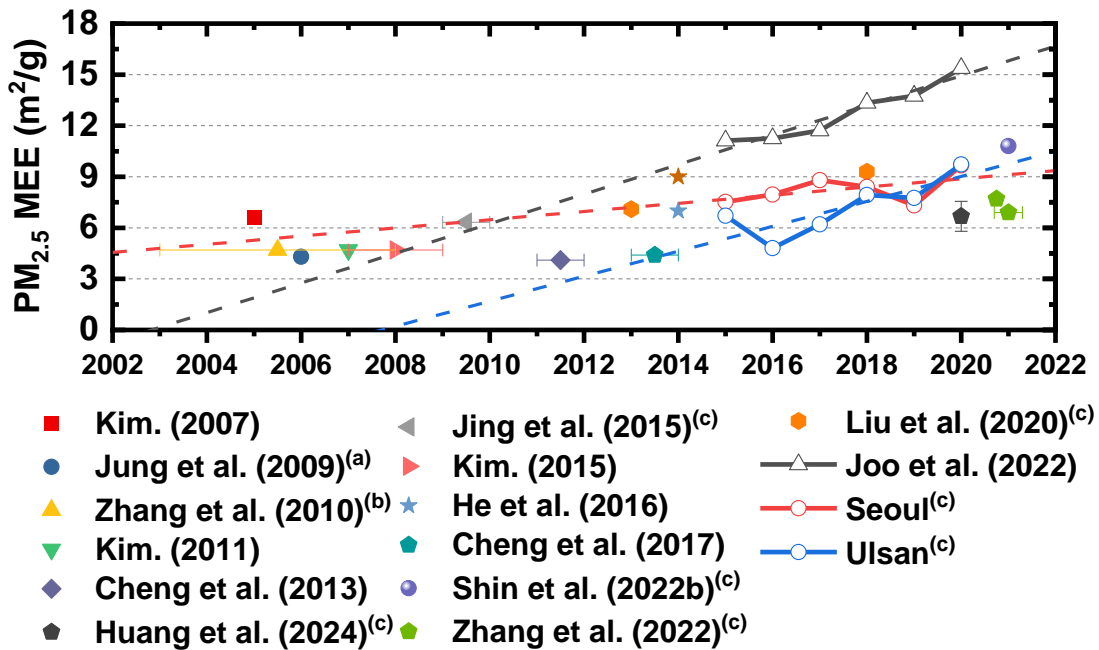 18
15
12
9
6
3
0
PM2.5 MEE (m2/g)
2002 2004 2006 2008 2010 2012 2014 2016 2018 2020 2022
Kim. (2007)
Jung et al. (2009)(a)
Zhang et al. (2010)(b)
Kim. (2011)
Cheng et al. (2013)
Huang et al. (2024)(c)
Jing et al. (2015)(c)
Kim. (2015)
He et al. (2016)
Cheng et al. (2017)
Shin et al. (2022b)(c)
Zhang et al. (2022)(c)
Liu et al. (2020)(c)
Joo et al. (2022)
Seoul(c)
Ulsan(c)